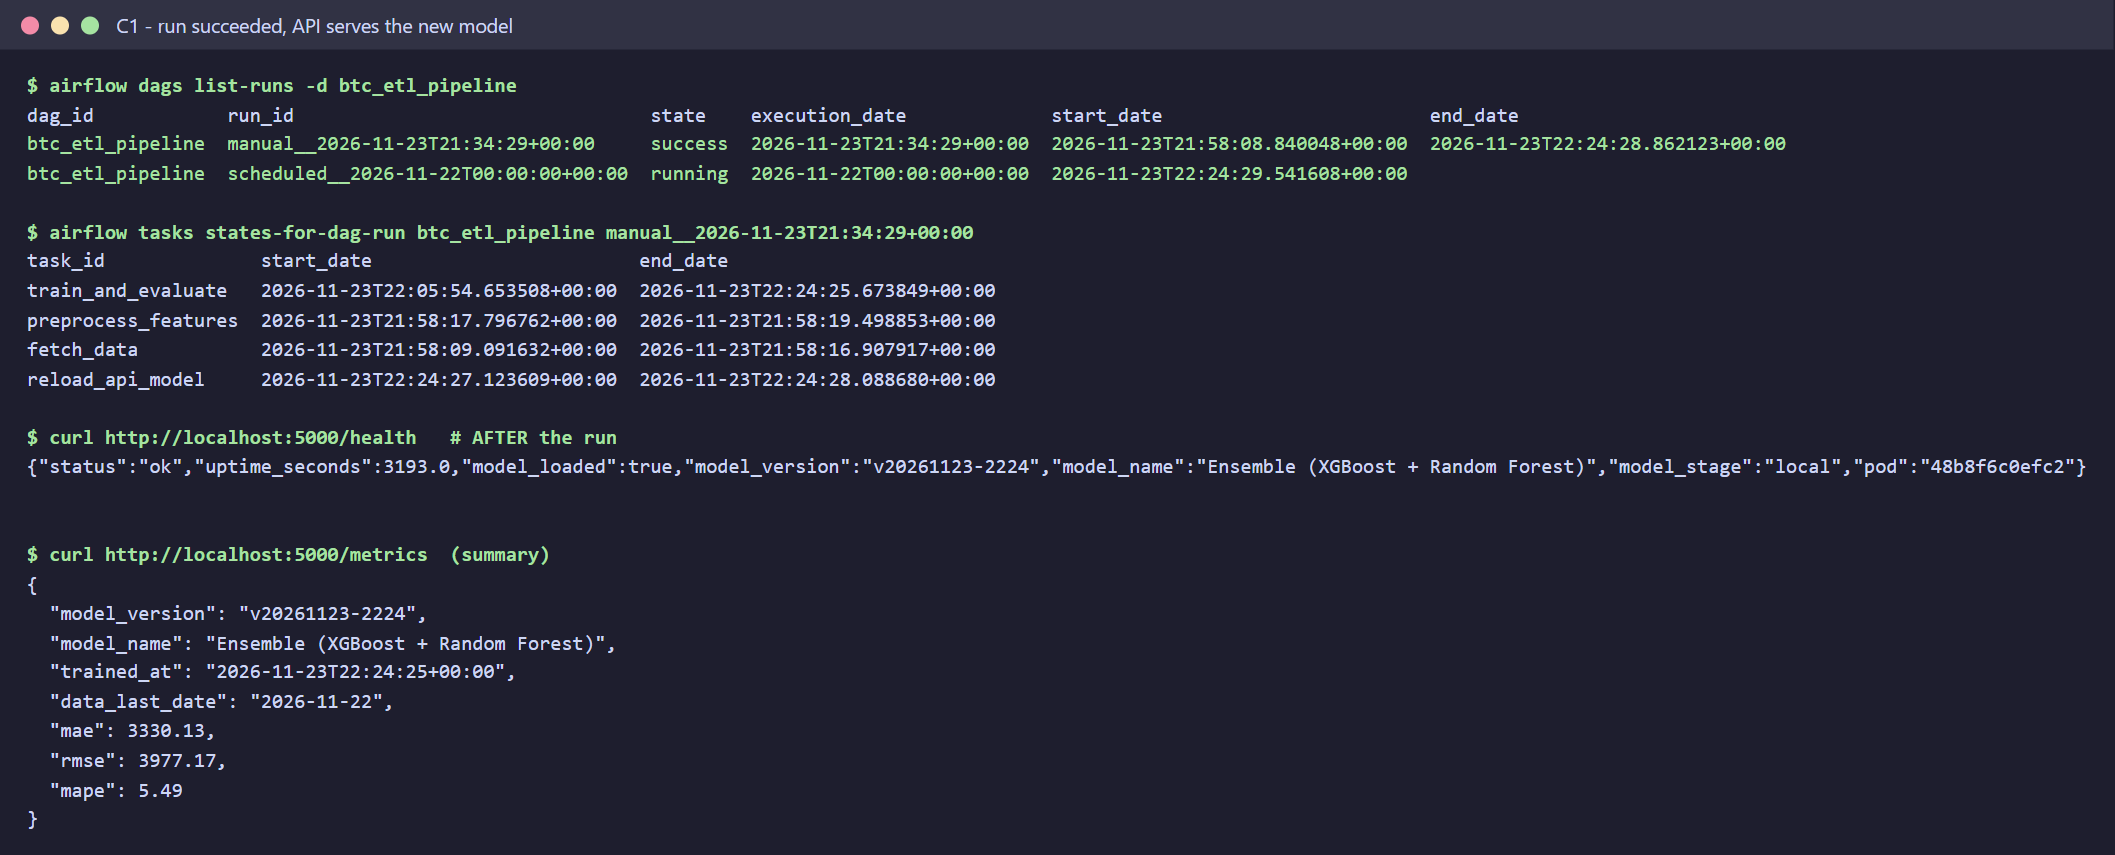 C1 - run succeeded, API serves the new model
$ airflow dags list-runs -d btc_etl_pipeline
dag_id            run_id                                state    execution_date             start_date                        end_date
btc_etl_pipeline  manual__2026-11-23T21:34:29+00:00     success  2026-11-23T21:34:29+00:00  2026-11-23T21:58:08.840048+00:00  2026-11-23T22:24:28.862123+00:00
btc_etl_pipeline  scheduled__2026-11-22T00:00:00+00:00  running  2026-11-22T00:00:00+00:00  2026-11-23T22:24:29.541608+00:00
$ airflow tasks states-for-dag-run btc_etl_pipeline manual__2026-11-23T21:34:29+00:00
task_id              start_date                        end_date
train_and_evaluate   2026-11-23T22:05:54.653508+00:00  2026-11-23T22:24:25.673849+00:00
preprocess_features  2026-11-23T21:58:17.796762+00:00  2026-11-23T21:58:19.498853+00:00
fetch_data           2026-11-23T21:58:09.091632+00:00  2026-11-23T21:58:16.907917+00:00
reload_api_model     2026-11-23T22:24:27.123609+00:00  2026-11-23T22:24:28.088680+00:00
$ curl http://localhost:5000/health   # AFTER the run
{"status":"ok","uptime_seconds":3193.0,"model_loaded":true,"model_version":"v20261123-2224","model_name":"Ensemble (XGBoost + Random Forest)","model_stage":"local","pod":"48b8f6c0efc2"}
$ curl http://localhost:5000/metrics  (summary)
{
  "model_version": "v20261123-2224",
  "model_name": "Ensemble (XGBoost + Random Forest)",
  "trained_at": "2026-11-23T22:24:25+00:00",
  "data_last_date": "2026-11-22",
  "mae": 3330.13,
  "rmse": 3977.17,
  "mape": 5.49
}